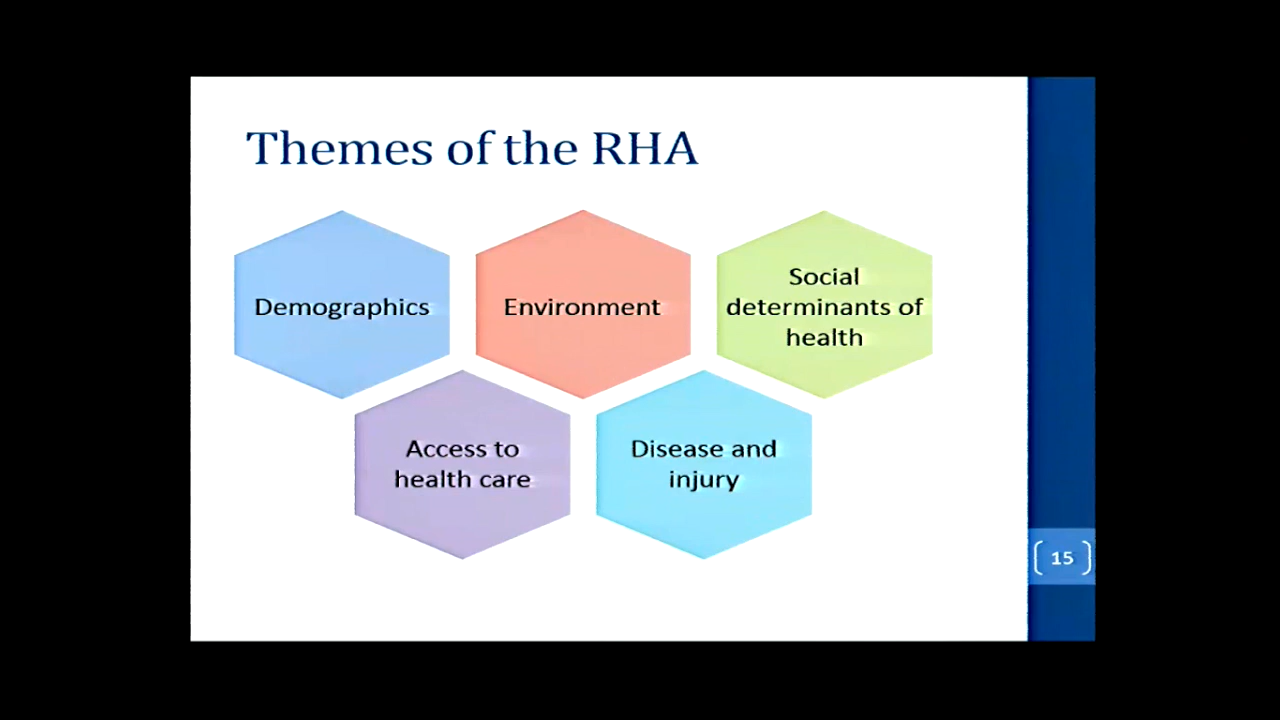 Themes of the RHA
Demographics
Environment
Social
determinants of
health
Access to
health care
Disease and
injury
15